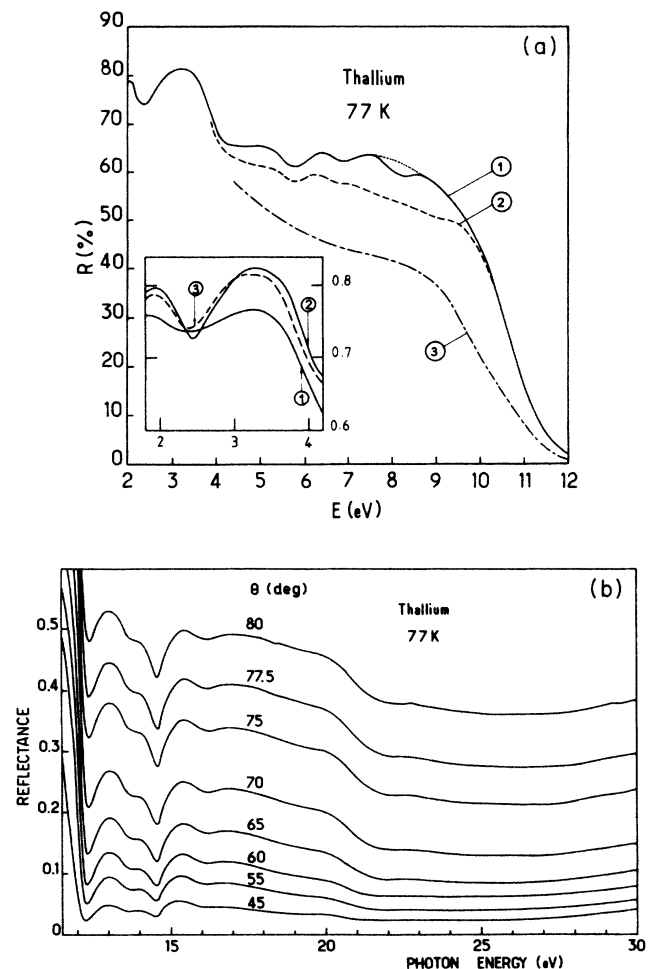 (a)
Thallium
77 K
R (%)
90
80
70
60
50
40
30
20
10
0
1
2
3
3
2
1
0.8
0.7
0.6
2 3 4
2 3 4 5 6 7 8 9 10 11 12
E (eV)
(b)
θ (deg)
Thallium
77 K
80
77.5
75
70
65
60
55
45
REFLECTANCE
0.5
0.4
0.3
0.2
0.1
0
15 20 25 30
PHOTON ENERGY (eV)